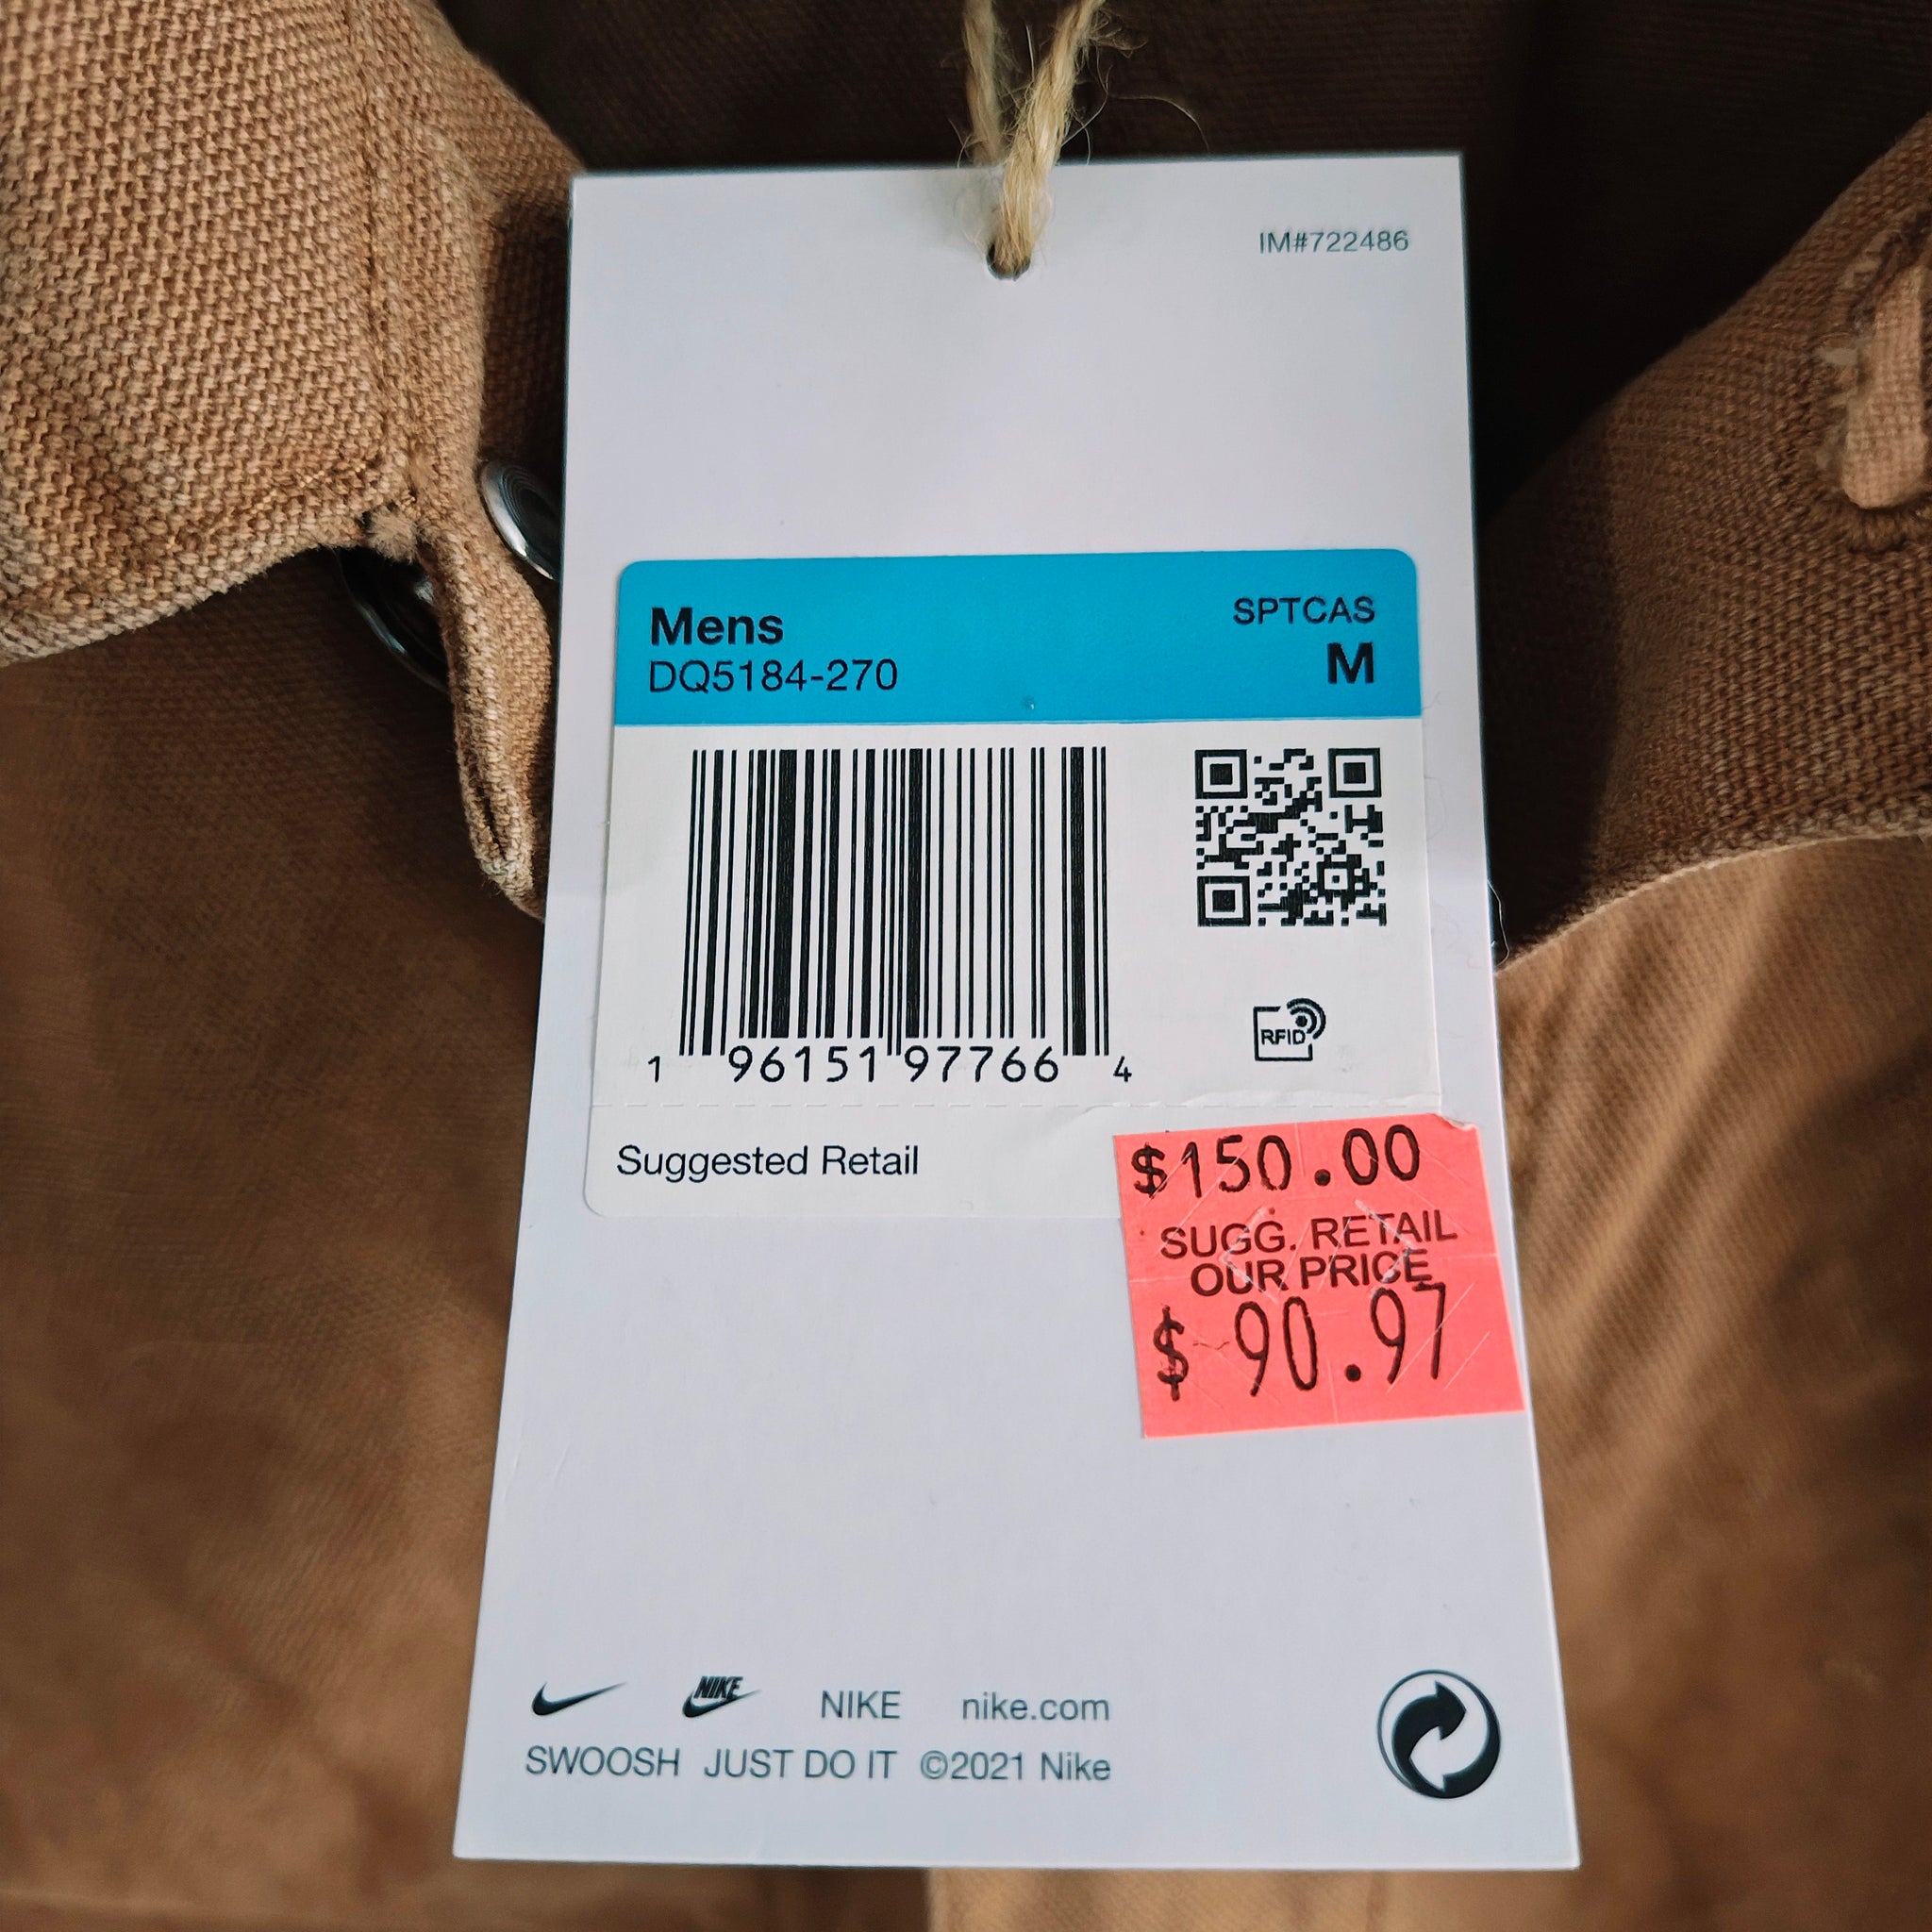 IM#722486
Mens
SPTCAS
DQ5184-270
M
RFID
1 96151 97766 4
Suggested Retail
$150.00
SUGG. RETAIL
OUR PRICE
$ 90.97
NIKE NIKE nike.com
SWOOSH JUST DO IT ©2021 Nike